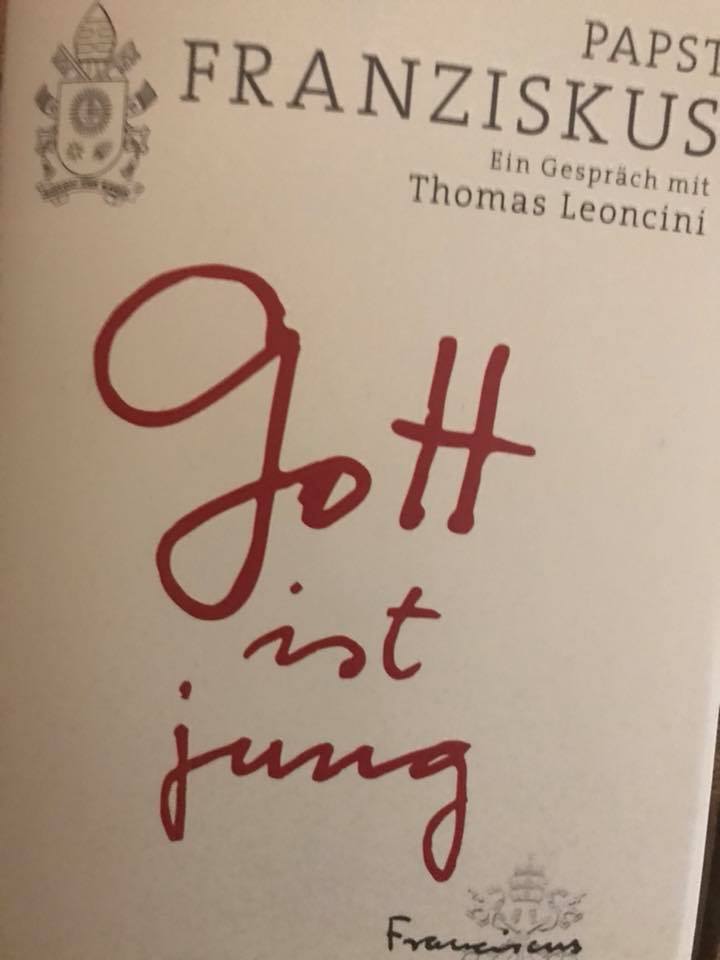 PAPST
FRANZISKUS
Ein Gespräch mit
Thomas Leoncini
Gott
ist
jung
Franciscus